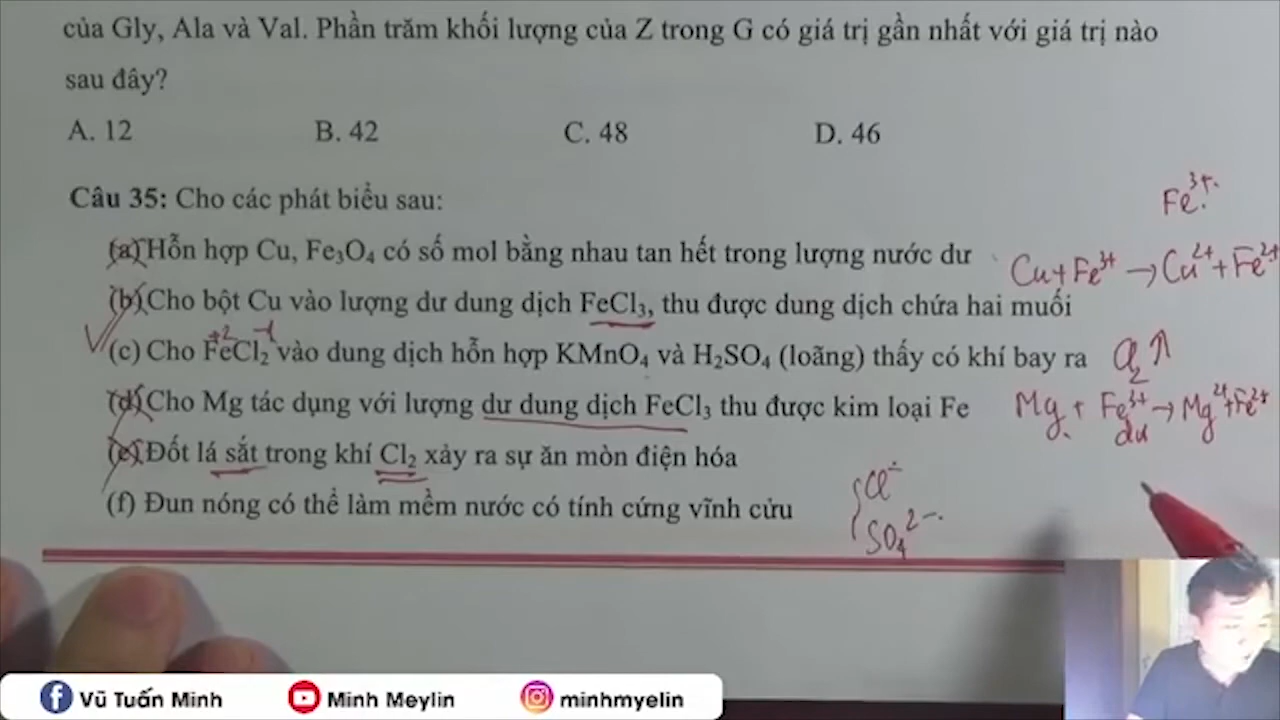 của Gly, Ala và Val. Phần trăm khối lượng của Z trong G có giá trị gần nhất với giá trị nào
sau đây?
A. 12 B. 42 C. 48 D. 46
Câu 35: Cho các phát biểu sau:
Fe³⁺
(a) Hỗn hợp Cu, Fe₃O₄ có số mol bằng nhau tan hết trong lượng nước dư
Cu + Fe³⁺ → Cu²⁺ + Fe²⁺
(b) Cho bột Cu vào lượng dư dung dịch FeCl₃, thu được dung dịch chứa hai muối
+2 -1
(c) Cho FeCl₂ vào dung dịch hỗn hợp KMnO₄ và H₂SO₄ (loãng) thấy có khí bay ra
Cl₂ ↑
(d) Cho Mg tác dụng với lượng dư dung dịch FeCl₃ thu được kim loại Fe
Mg + Fe³⁺ → Mg²⁺ + Fe²⁺
dư
(e) Đốt lá sắt trong khí Cl₂ xảy ra sự ăn mòn điện hóa
(f) Đun nóng có thể làm mềm nước có tính cứng vĩnh cửu
Cl⁻
SO₄²⁻
Vũ Tuấn Minh Minh Meylin minhmyelin